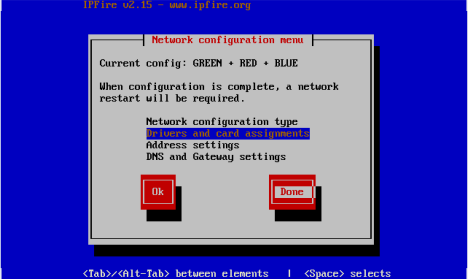 IPFire v2.15 - www.ipfire.org
Network configuration menu
Current config: GREEN + RED + BLUE
When configuration is complete, a network
restart will be required.
Network configuration type
Drivers and card assignments
Address settings
DNS and Gateway settings
Ok
Done
<Tab>/<Alt-Tab> between elements | <Space> selects